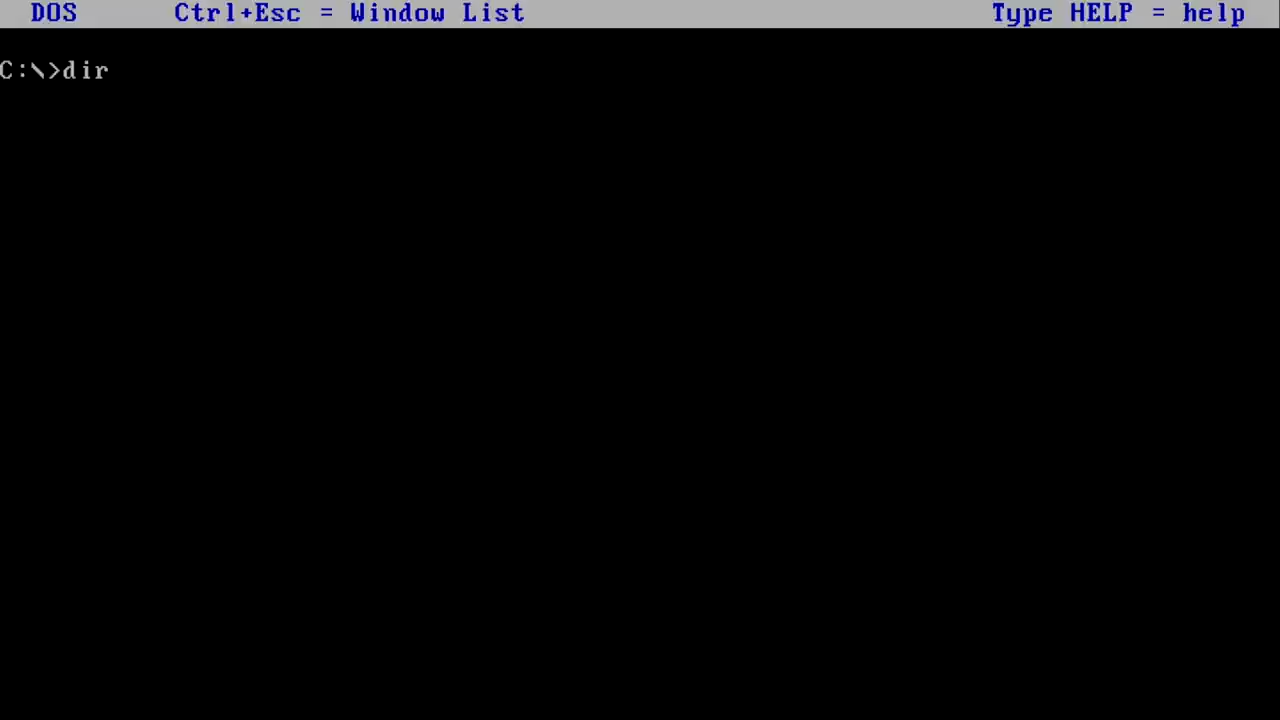 DOS Ctrl+Esc = Window List Type HELP = help
C:\>dir